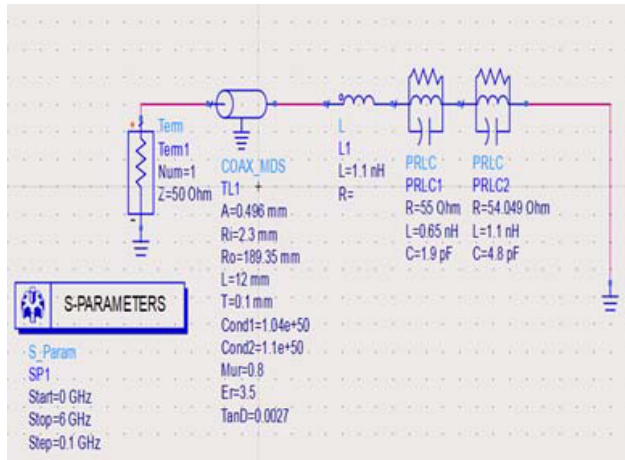 Term
Term1
Num=1
Z=50 Ohm
COAX_MDS
TL1
A=0.496 mm
Ri=2.3 mm
Ro=189.35 mm
L=12 mm
T=0.1 mm
Cond1=1.04e+50
Cond2=1.1e+50
Mur=0.8
Er=3.5
TanD=0.0027
L
L1
L=1.1 nH
R=
PRLC
PRLC1
R=55 Ohm
L=0.65 nH
C=1.9 pF
PRLC
PRLC2
R=54.049 Ohm
L=1.1 nH
C=4.8 pF
S-PARAMETERS
S_Param
SP1
Start=0 GHz
Stop=6 GHz
Step=0.1 GHz